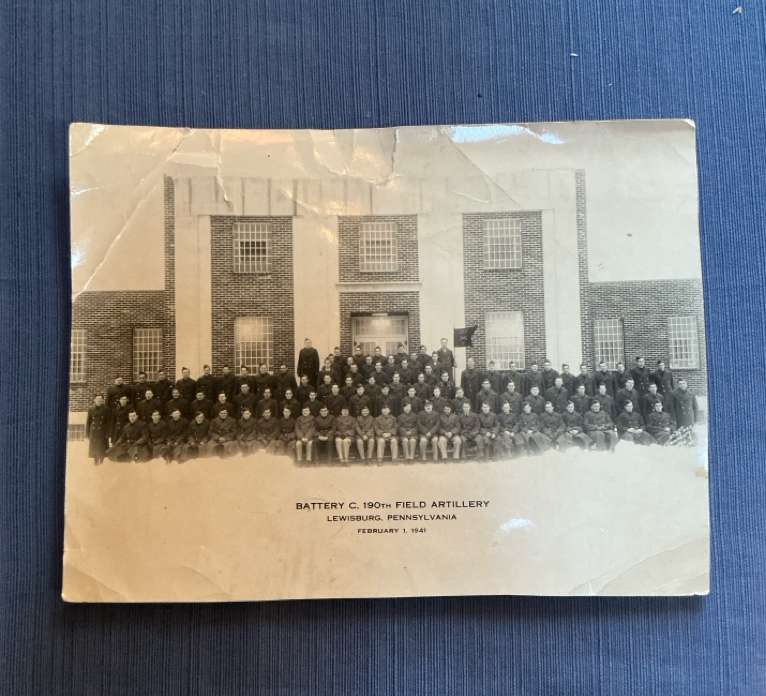 BATTERY C, 190TH FIELD ARTILLERY
LEWISBURG, PENNSYLVANIA
FEBRUARY 1, 1941